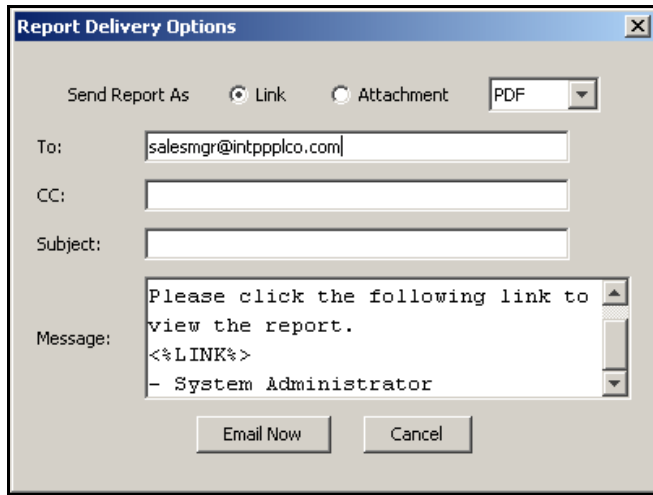 Report Delivery Options
Send Report As Link Attachment PDF
To: salesmgr@intppplco.com
CC:
Subject:
Message:
Please click the following link to
view the report.
<%LINK%>
- System Administrator
Email Now Cancel